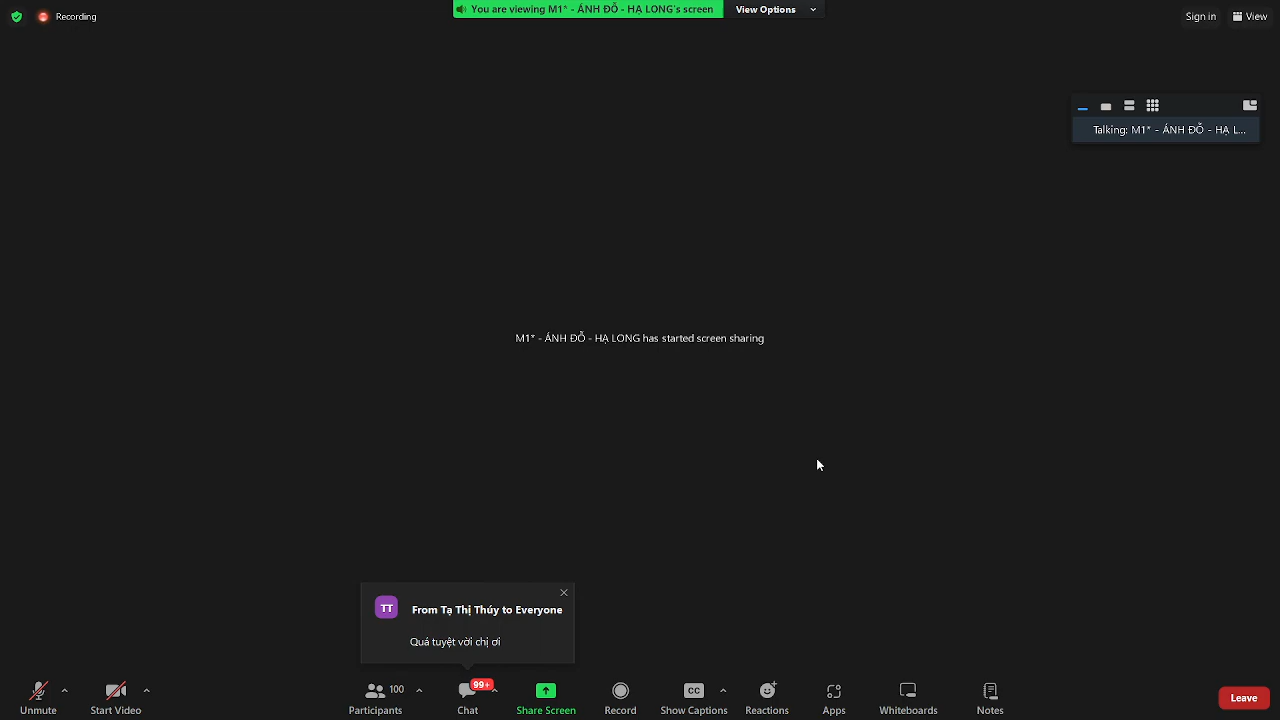 Recording
You are viewing M1* - ÁNH ĐỖ - HẠ LONG's screen
View Options
Sign in
View
Talking: M1* - ÁNH ĐỖ - HẠ L...
M1* - ÁNH ĐỖ - HẠ LONG has started screen sharing
TT
From Tạ Thị Thúy to Everyone
Quá tuyệt vời chị ơi
100
99+
CC
Unmute
Start Video
Participants
Chat
Share Screen
Record
Show Captions
Reactions
Apps
Whiteboards
Notes
Leave